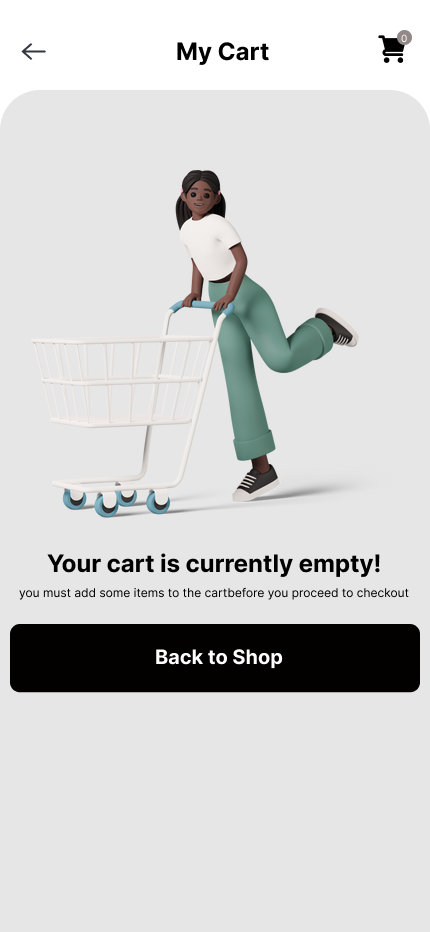 My Cart
0
Your cart is currently empty!
you must add some items to the cartbefore you proceed to checkout
Back to Shop